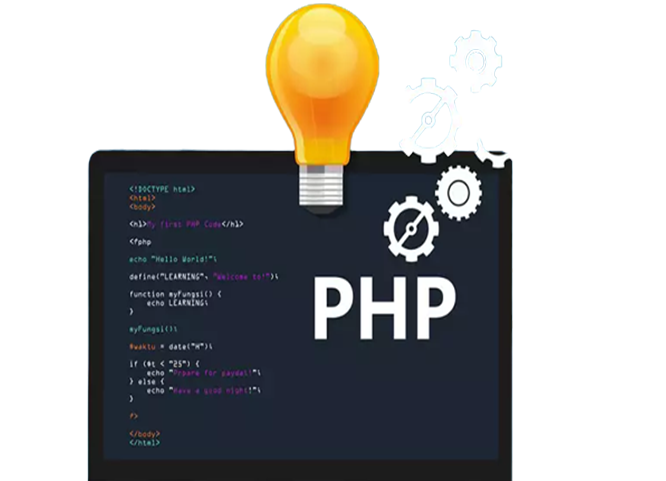 <!DOCTYPE html>
<html>
<body>
<h1>My first PHP Code</h1>
<?php
echo "Hello World!"\
define("LEARNING", "Welcome to!")\
function myFungsi() {
echo LEARNING\
}
myFungsi()\
#waktu = date("H")\
if ($t < "25") {
echo "Prpare for payday!"\
} else {
echo "Have a good night!"\
}
?>
</body>
</html>
PHP